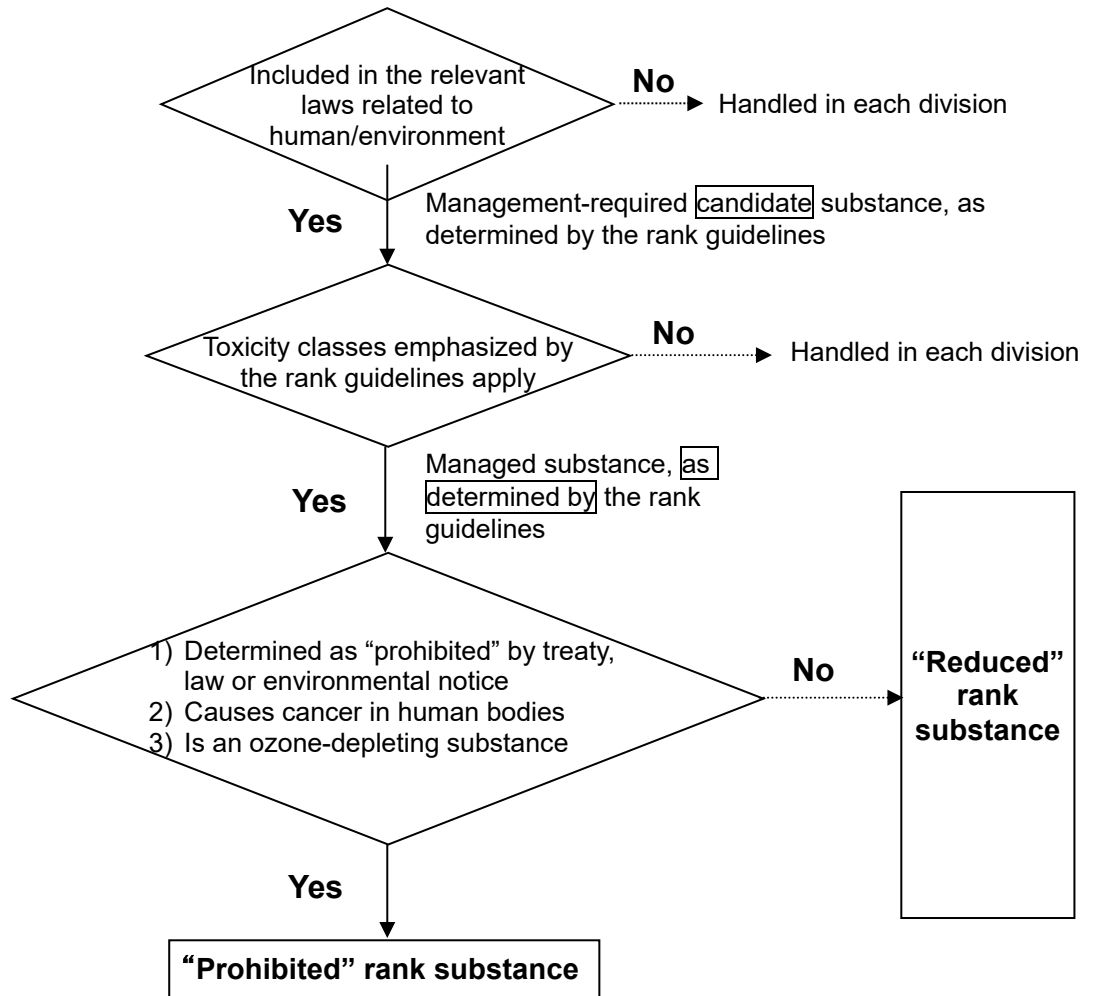 Included in the relevant
laws related to
human/environment
No
Handled in each division
Yes
Management-required candidate substance, as
determined by the rank guidelines
Toxicity classes emphasized by
the rank guidelines apply
No
Handled in each division
Yes
Managed substance, as
determined by the rank
guidelines
1) Determined as “prohibited” by treaty,
law or environmental notice
2) Causes cancer in human bodies
3) Is an ozone-depleting substance
No
“Reduced”
rank
substance
Yes
“Prohibited” rank substance